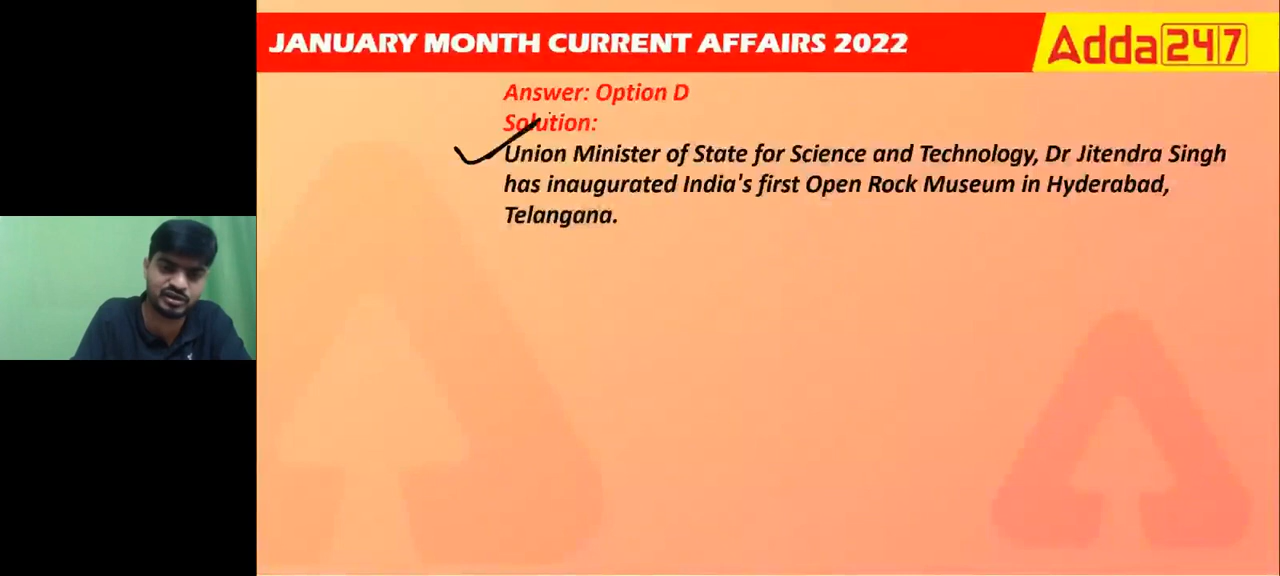 JANUARY MONTH CURRENT AFFAIRS 2022
Adda247
Answer: Option D
Solution:
Union Minister of State for Science and Technology, Dr Jitendra Singh
has inaugurated India's first Open Rock Museum in Hyderabad,
Telangana.